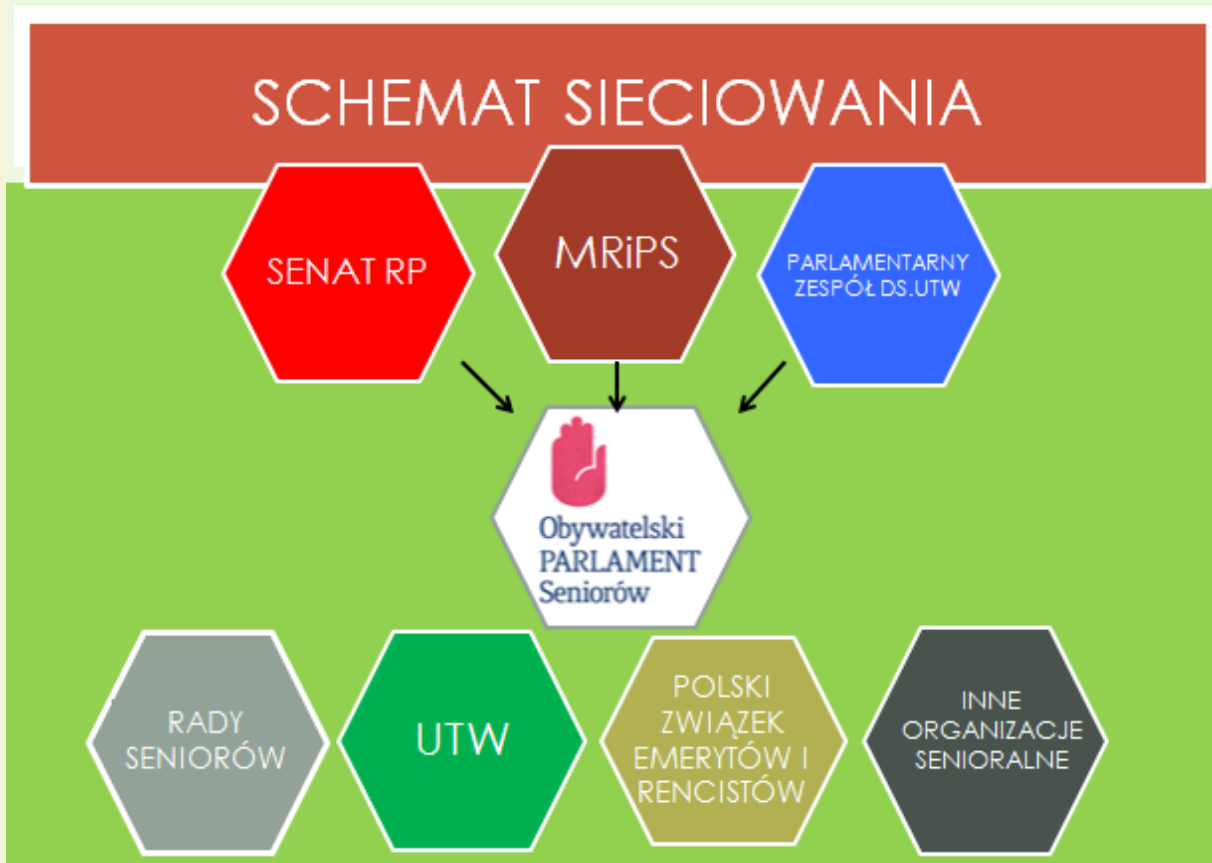 SCHEMAT SIECIOWANIA
SENAT RP
MRiPS
PARLAMENTARNY
ZESPÓŁ DS.UTW
Obywatelski
PARLAMENT
Seniorów
RADY
SENIORÓW
UTW
POLSKI
ZWIĄZEK
EMERYTÓW I
RENCISTÓW
INNE
ORGANIZACJE
SENIORALNE